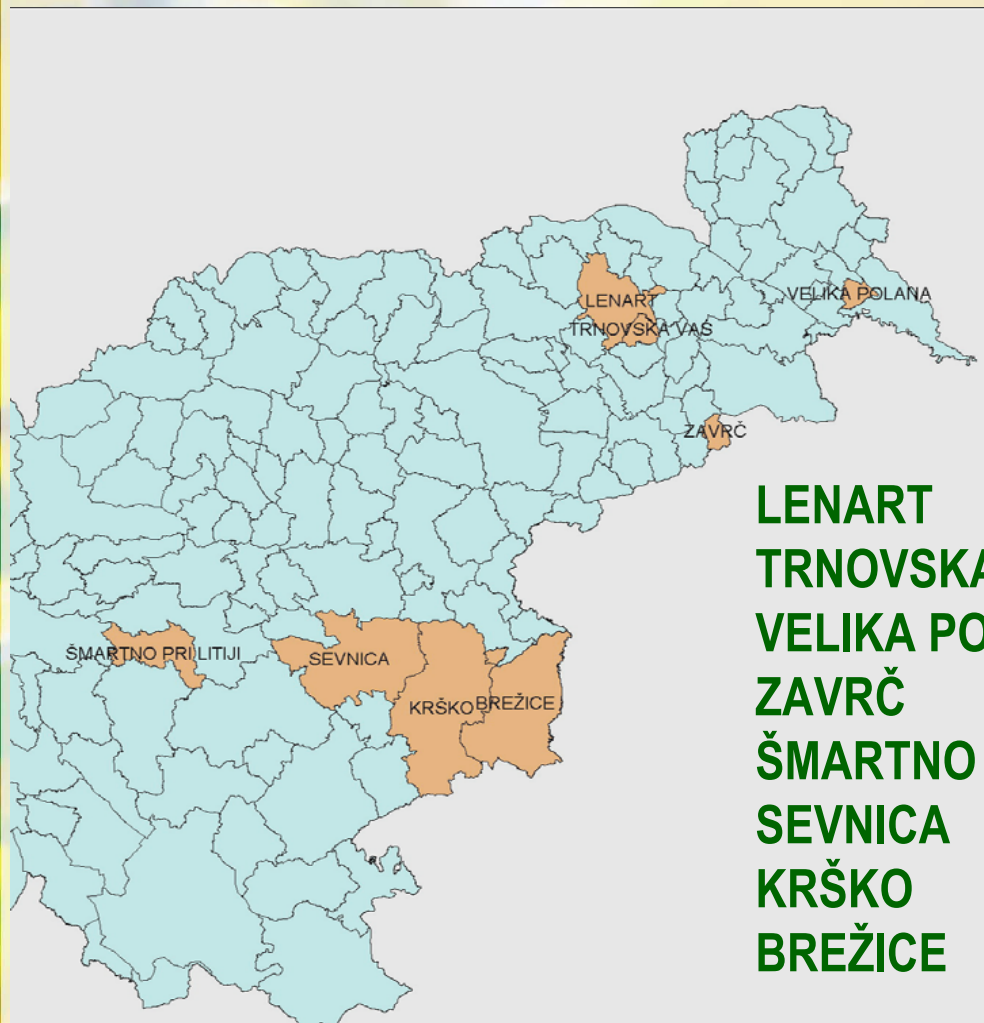 LENART
TRNOVSKA VAS
VELIKA POLANA
ZAVRČ
ŠMARTNO PRI LITIJI
SEVNICA
KRŠKO
BREŽICE
LENART
TRNOVSKA
VELIKA PO
ZAVRČ
ŠMARTNO
SEVNICA
KRŠKO
BREŽICE